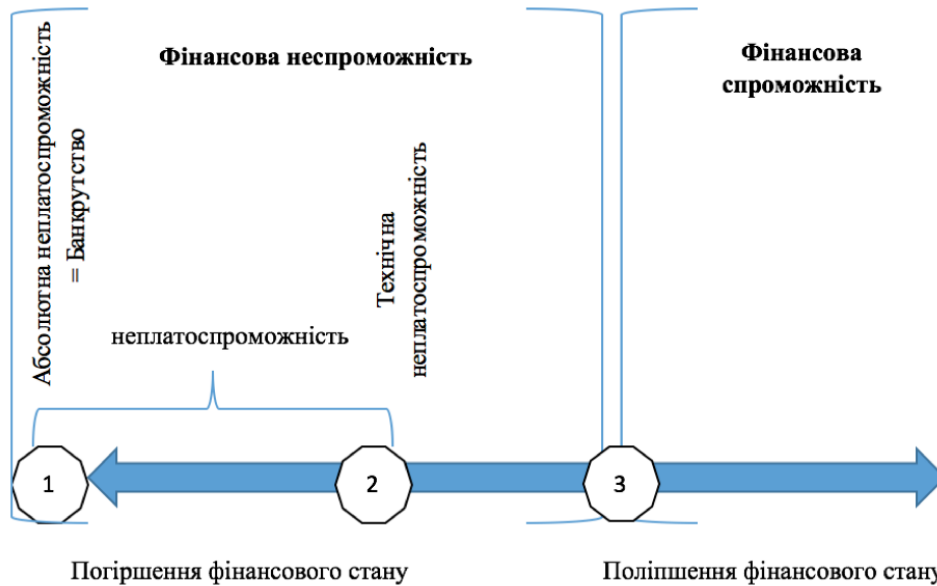 Фінансова неспроможність
Фінансова
спроможність
Абсолютна неплатоспроможність
= Банкрутство
Технічна
неплатоспроможність
неплатоспроможність
1
2
3
Погіршення фінансового стану
Поліпшення фінансового стану